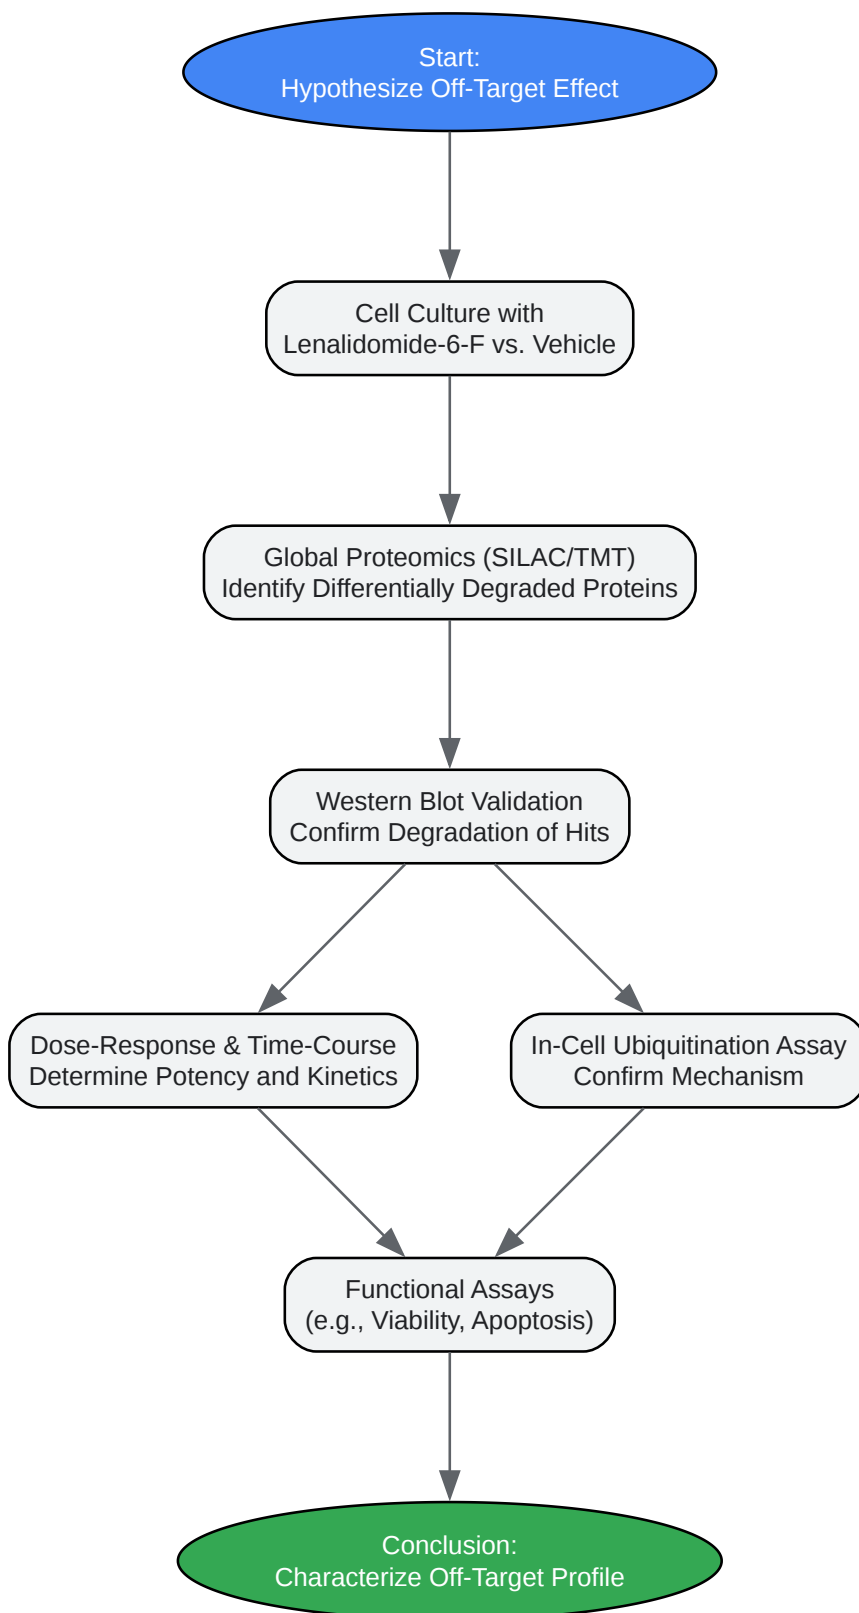 Start:
Hypothesize Off-Target Effect
Cell Culture with
Lenalidomide-6-F vs. Vehicle
Global Proteomics (SILAC/TMT)
Identify Differentially Degraded Proteins
Western Blot Validation
Confirm Degradation of Hits
Dose-Response & Time-Course
Determine Potency and Kinetics
In-Cell Ubiquitination Assay
Confirm Mechanism
Functional Assays
(e.g., Viability, Apoptosis)
Conclusion:
Characterize Off-Target Profile